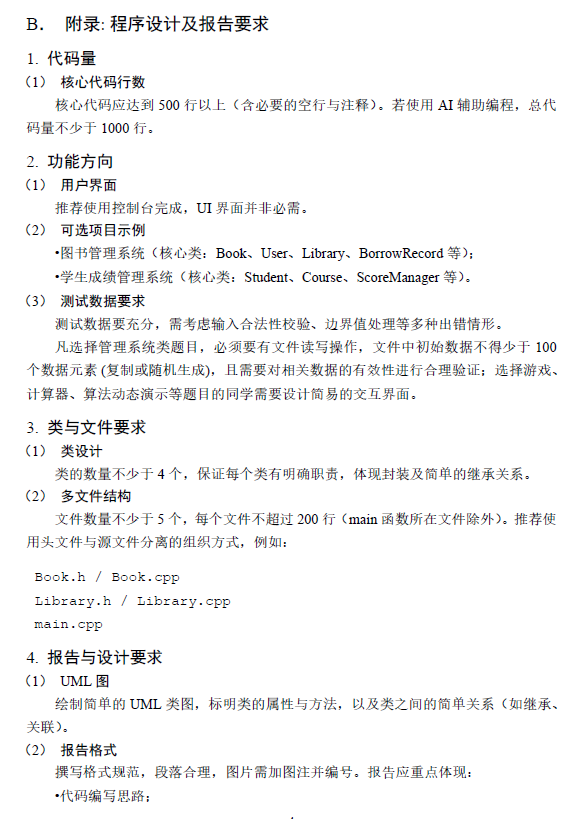 B． 附录: 程序设计及报告要求
1. 代码量
（1） 核心代码行数
核心代码应达到 500 行以上（含必要的空行与注释）。若使用 AI 辅助编程，总代
码量不少于 1000 行。
2. 功能方向
（1） 用户界面
推荐使用控制台完成，UI 界面并非必需。
（2） 可选项目示例
•图书管理系统（核心类：Book、User、Library、BorrowRecord 等）；
•学生成绩管理系统（核心类：Student、Course、ScoreManager 等）。
（3） 测试数据要求
测试数据要充分，需考虑输入合法性校验、边界值处理等多种出错情形。
凡选择管理系统类题目，必须要有文件读写操作，文件中初始数据不得少于 100
个数据元素 (复制或随机生成)，且需要对相关数据的有效性进行合理验证；选择游戏、
计算器、算法动态演示等题目的同学需要设计简易的交互界面。
3. 类与文件要求
（1） 类设计
类的数量不少于 4 个，保证每个类有明确职责，体现封装及简单的继承关系。
（2） 多文件结构
文件数量不少于 5 个，每个文件不超过 200 行（main 函数所在文件除外）。推荐使
用头文件与源文件分离的组织方式，例如：
Book.h / Book.cpp
Library.h / Library.cpp
main.cpp
4. 报告与设计要求
（1） UML 图
绘制简单的 UML 类图，标明类的属性与方法，以及类之间的简单关系（如继承、
关联）。
（2） 报告格式
撰写格式规范，段落合理，图片需加图注并编号。报告应重点体现：
•代码编写思路；